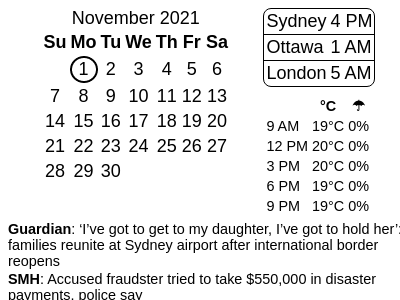 November 2021
Su Mo Tu We Th Fr Sa
1 2 3 4 5 6
7 8 9 10 11 12 13
14 15 16 17 18 19 20
21 22 23 24 25 26 27
28 29 30
Sydney 4 PM
Ottawa 1 AM
London 5 AM
°C ☂
9 AM 19°C 0%
12 PM 20°C 0%
3 PM 20°C 0%
6 PM 19°C 0%
9 PM 19°C 0%
Guardian: ‘I’ve got to get to my daughter, I’ve got to hold her’:
families reunite at Sydney airport after international border
reopens
SMH: Accused fraudster tried to take $550,000 in disaster
payments, police say